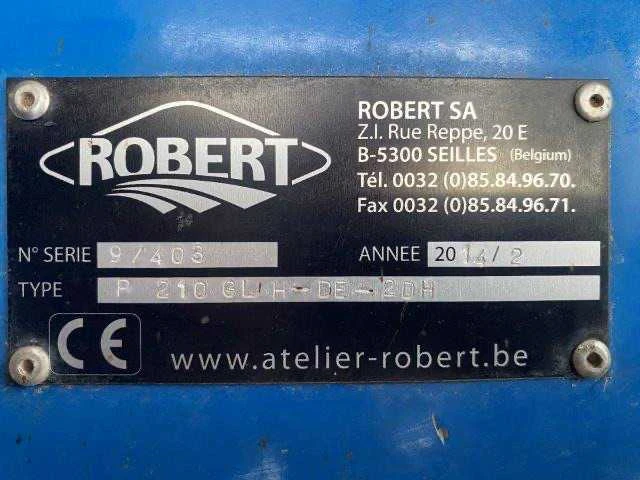 ROBERT
ROBERT SA
Z.I. Rue Reppe, 20 E
B-5300 SEILLES (Belgium)
Tél. 0032 (0)85.84.96.70.
Fax 0032 (0)85.84.96.71.
N° SERIE 97403
ANNEE 2014/2
TYPE P 210 GL/H-DE-2DH
CE
www.atelier-robert.be